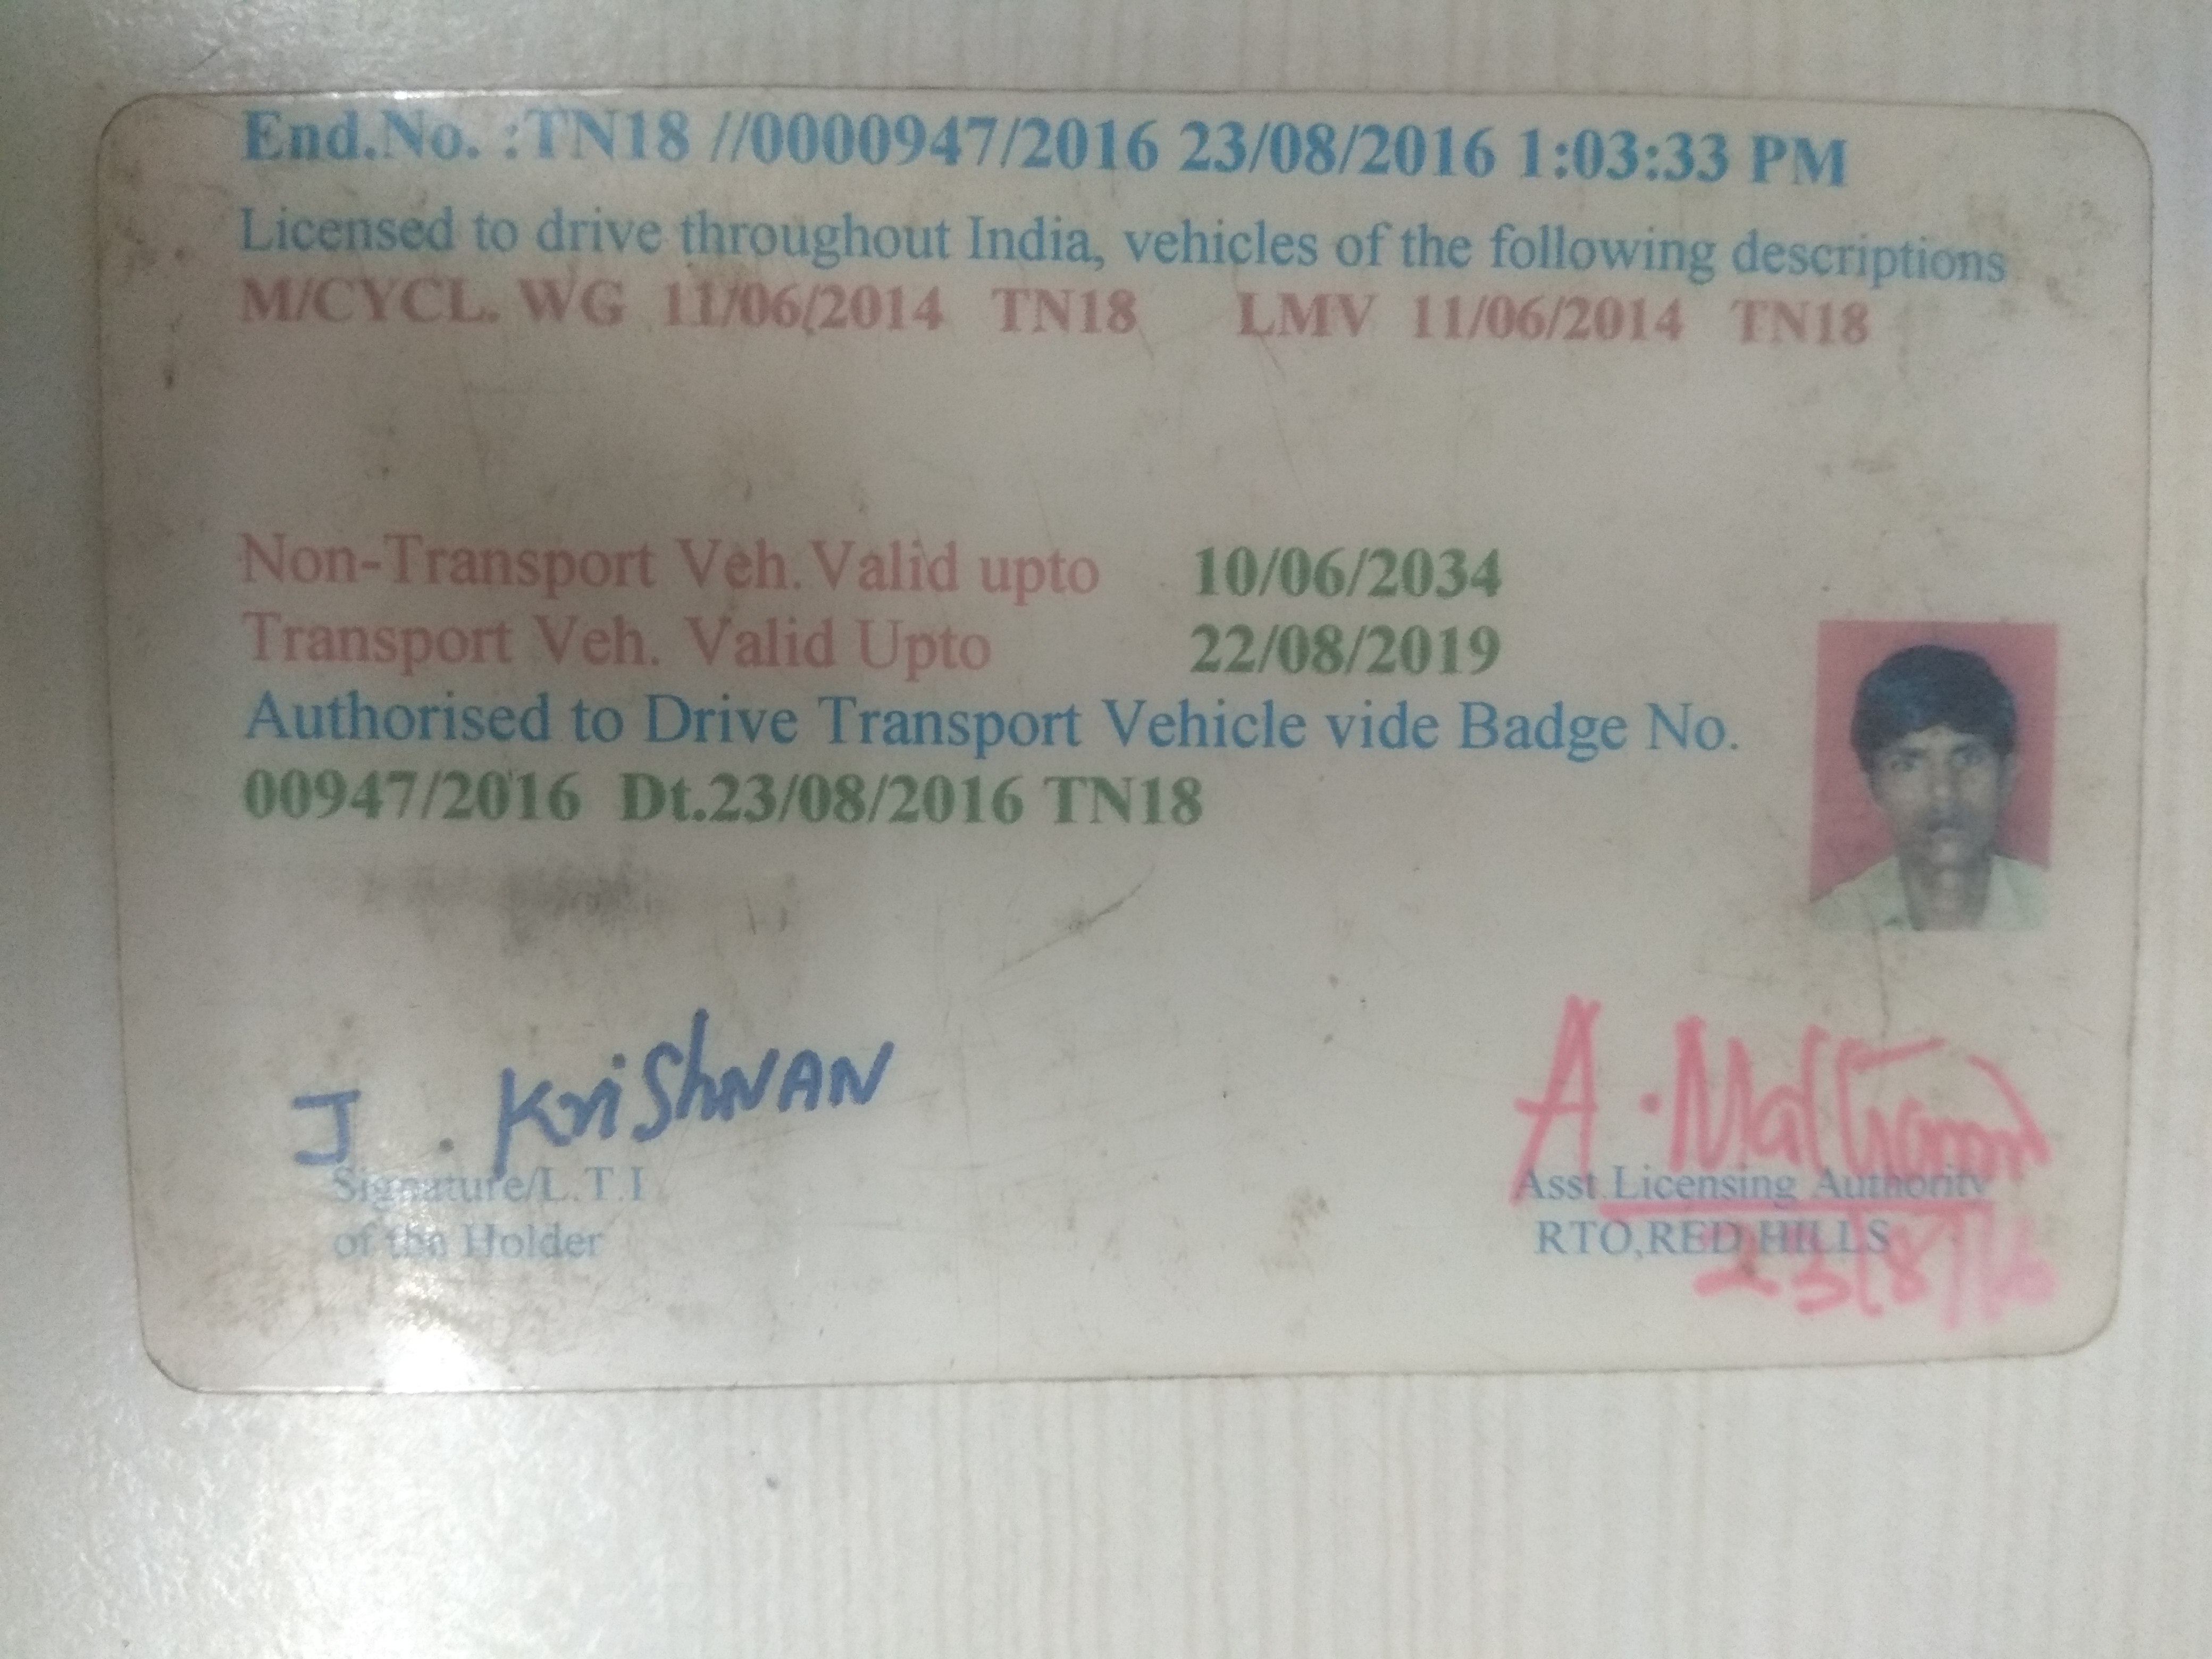 End.No. :TN18 //0000947/2016 23/08/2016 1:03:33 PM
Licensed to drive throughout India, vehicles of the following descriptions
M/CYCL. WG 11/06/2014 TN18 LMV 11/06/2014 TN18
Non-Transport Veh. Valid upto 10/06/2034
Transport Veh. Valid Upto 22/08/2019
Authorised to Drive Transport Vehicle vide Badge No.
00947/2016 Dt.23/08/2016 TN18
J. KriShNAN
Signature/L.T.I
of the Holder
A.
Asst Licensing Authority
RTO,RED HILLS
23/8/16